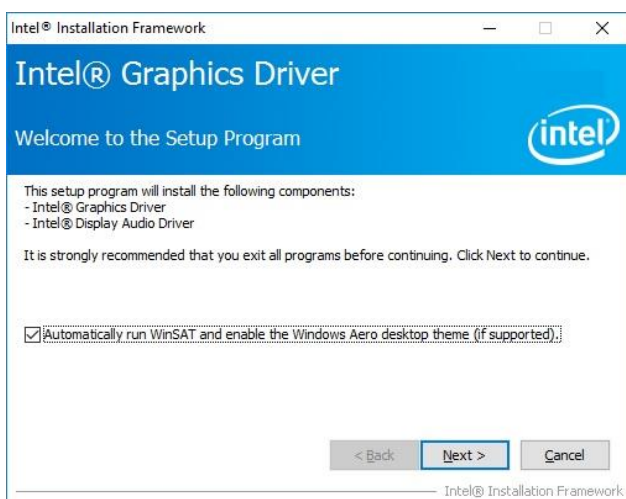 Intel® Installation Framework
Intel® Graphics Driver
Welcome to the Setup Program
intel
This setup program will install the following components:
- Intel® Graphics Driver
- Intel® Display Audio Driver
It is strongly recommended that you exit all programs before continuing. Click Next to continue.
Automatically run WinSAT and enable the Windows Aero desktop theme (if supported).
< Back Next > Cancel
Intel® Installation Framework